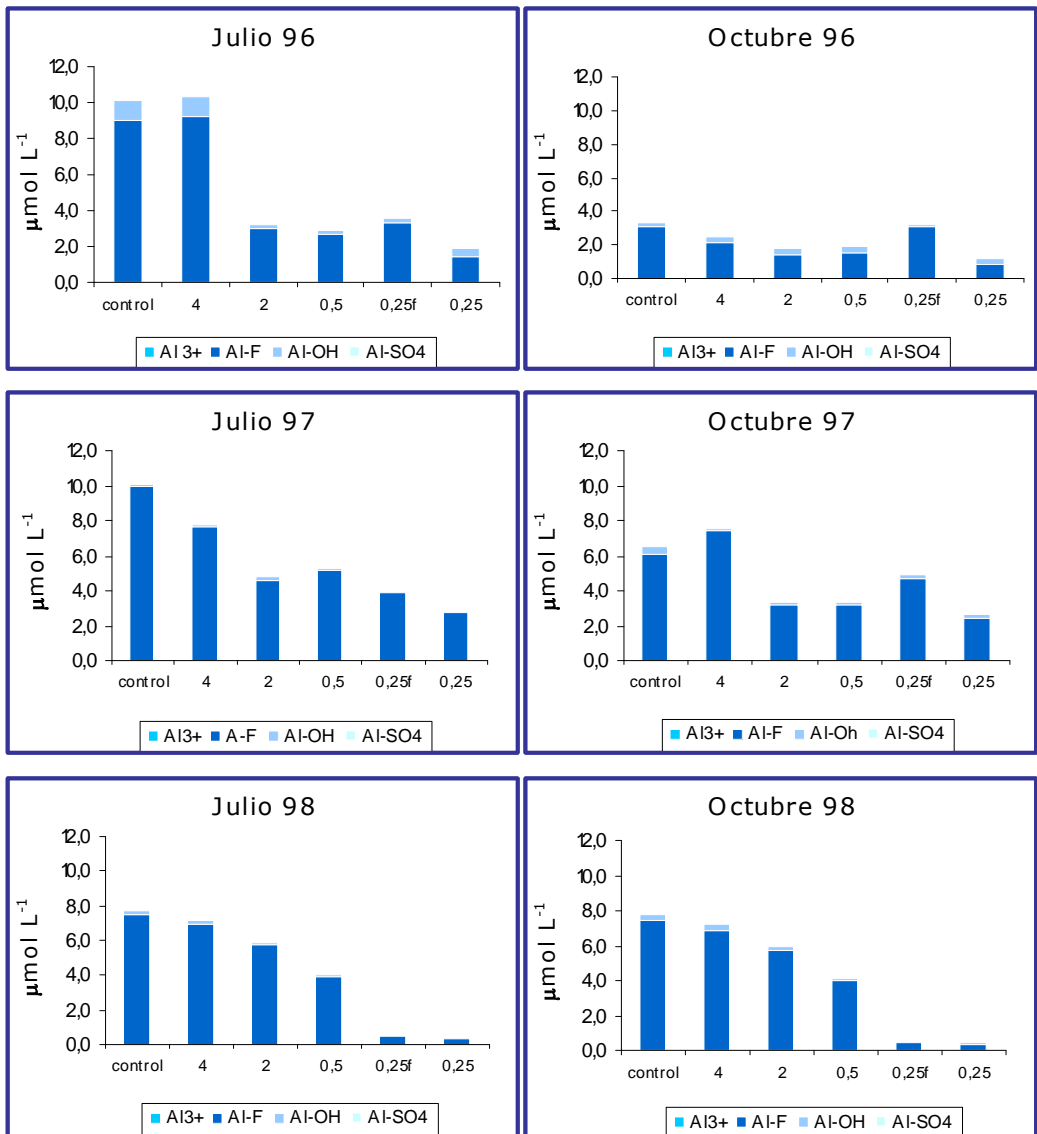 Julio 96
12,0
10,0
8,0
6,0
4,0
2,0
0,0
µmol L-1
control 4 2 0,5 0,25f 0,25
Al 3+ Al-F Al-OH Al-SO4
Octubre 96
12,0
10,0
8,0
6,0
4,0
2,0
0,0
µmol L-1
control 4 2 0,5 0,25f 0,25
Al3+ Al-F Al-OH Al-SO4
Julio 97
12,0
10,0
8,0
6,0
4,0
2,0
0,0
µmol L-1
control 4 2 0,5 0,25f 0,25
Al3+ A-F Al-OH Al-SO4
Octubre 97
12,0
10,0
8,0
6,0
4,0
2,0
0,0
µmol L-1
control 4 2 0,5 0,25f 0,25
Al3+ Al-F Al-Oh Al-SO4
Julio 98
12,0
10,0
8,0
6,0
4,0
2,0
0,0
µmol L-1
control 4 2 0,5 0,25f 0,25
Al3+ Al-F Al-OH Al-SO4
Octubre 98
12,0
10,0
8,0
6,0
4,0
2,0
0,0
µmol L-1
control 4 2 0,5 0,25f 0,25
Al3+ Al-F Al-OH Al-SO4